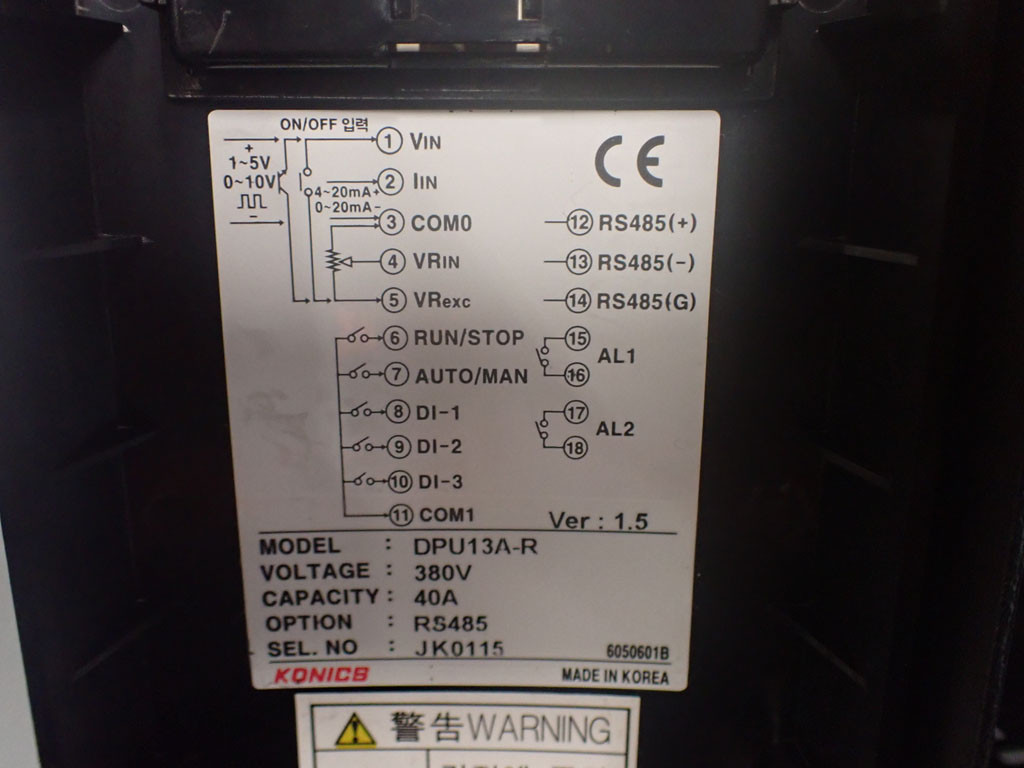 ON/OFF 입력
+
1~5V
0~10V
-
4~20mA+
0~20mA-
1 VIN
2 IIN
3 COM0
4 VRIN
5 VRexc
6 RUN/STOP
7 AUTO/MAN
8 DI-1
9 DI-2
10 DI-3
11 COM1
CE
12 RS485(+)
13 RS485(-)
14 RS485(G)
15
16
AL1
17
18
AL2
Ver : 1.5
MODEL : DPU13A-R
VOLTAGE : 380V
CAPACITY : 40A
OPTION : RS485
SEL. NO : JK0115
6050601B
KONICS
MADE IN KOREA
警告WARNING